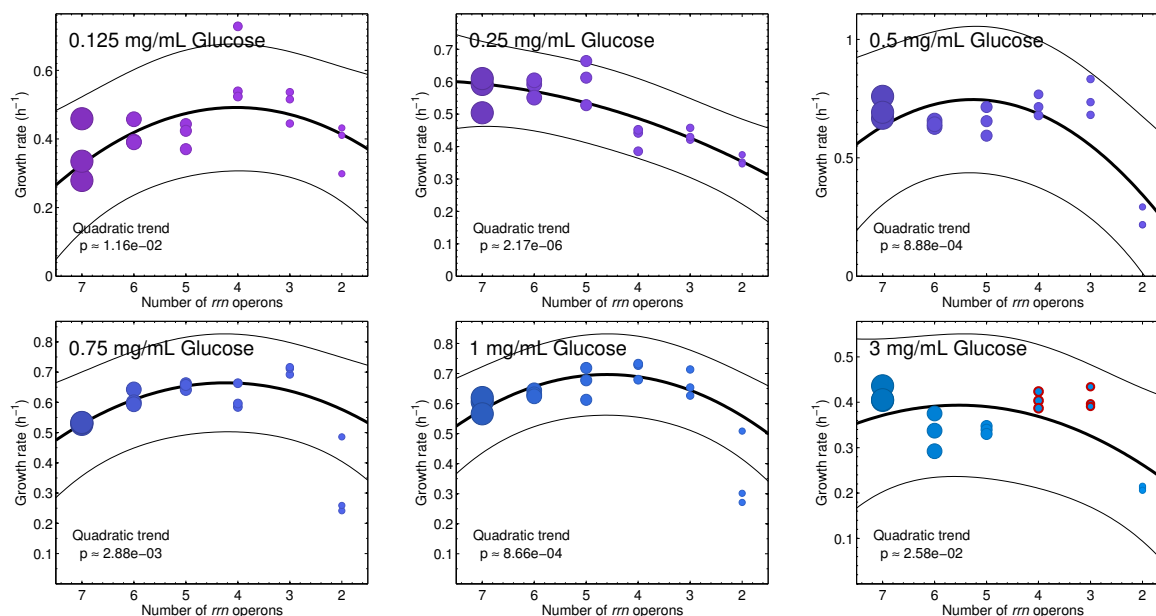 0.125 mg/mL Glucose
Growth rate (h⁻¹)
0.6
0.4
0.2
0
Quadratic trend
p ≈ 1.16e−02
7 6 5 4 3 2
Number of rrn operons
0.25 mg/mL Glucose
Growth rate (h⁻¹)
0.7
0.6
0.5
0.4
0.3
0.2
0.1
0
Quadratic trend
p ≈ 2.17e−06
7 6 5 4 3 2
Number of rrn operons
0.5 mg/mL Glucose
Growth rate (h⁻¹)
1
0.5
0
Quadratic trend
p ≈ 8.88e−04
7 6 5 4 3 2
Number of rrn operons
0.75 mg/mL Glucose
Growth rate (h⁻¹)
0.8
0.7
0.6
0.5
0.4
0.3
0.2
0.1
Quadratic trend
p ≈ 2.88e−03
7 6 5 4 3 2
Number of rrn operons
1 mg/mL Glucose
Growth rate (h⁻¹)
0.8
0.7
0.6
0.5
0.4
0.3
0.2
0.1
Quadratic trend
p ≈ 8.66e−04
7 6 5 4 3 2
Number of rrn operons
3 mg/mL Glucose
Growth rate (h⁻¹)
0.5
0.4
0.3
0.2
0.1
0
Quadratic trend
p ≈ 2.58e−02
7 6 5 4 3 2
Number of rrn operons